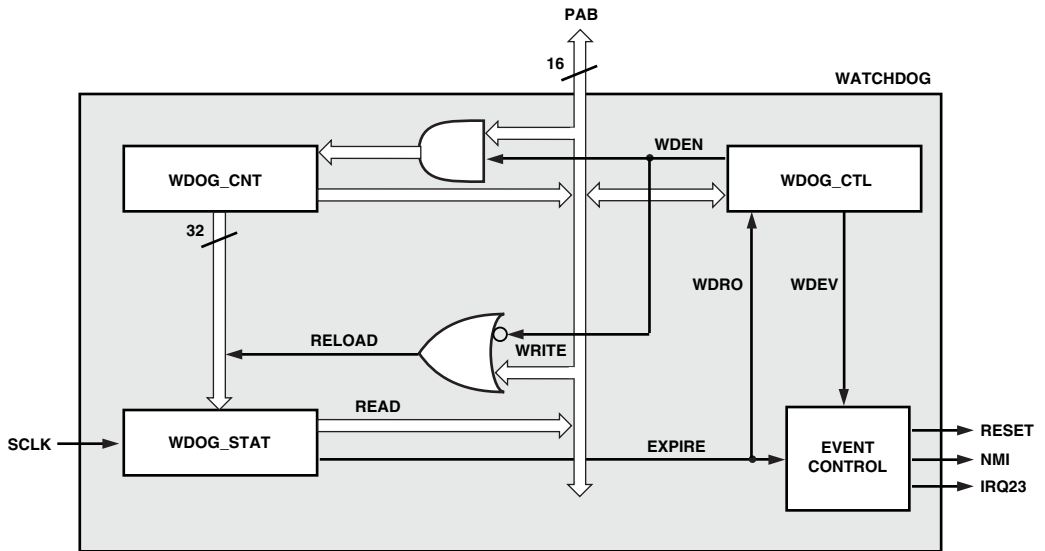 PAB
16
WATCHDOG
WDEN
WDOG_CNT
WDOG_CTL
32
WDRO
WDEV
RELOAD
WRITE
READ
SCLK
WDOG_STAT
EXPIRE
EVENT
CONTROL
RESET
NMI
IRQ23